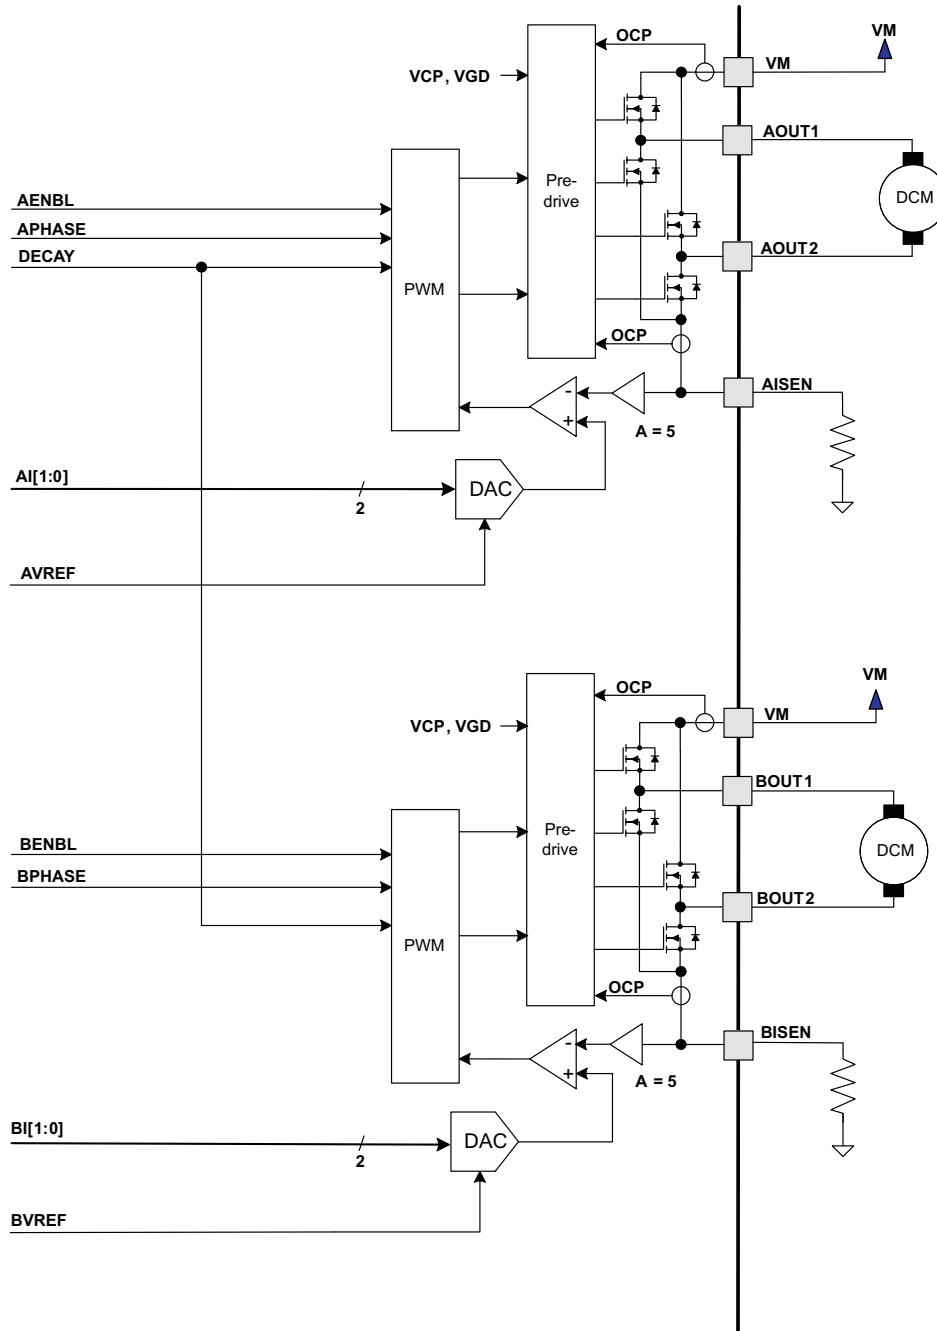 OCP
VM
VCP, VGD
VM
AOUT1
Pre-
drive
DCM
AENBL
APHASE
DECAY
AOUT2
PWM
OCP
AISEN
-
+
A = 5
AI[1:0]
2
DAC
AVREF
VM
OCP
VM
VCP, VGD
BOUT1
Pre-
drive
DCM
BENBL
BPHASE
BOUT2
PWM
OCP
BISEN
-
+
A = 5
BI[1:0]
2
DAC
BVREF